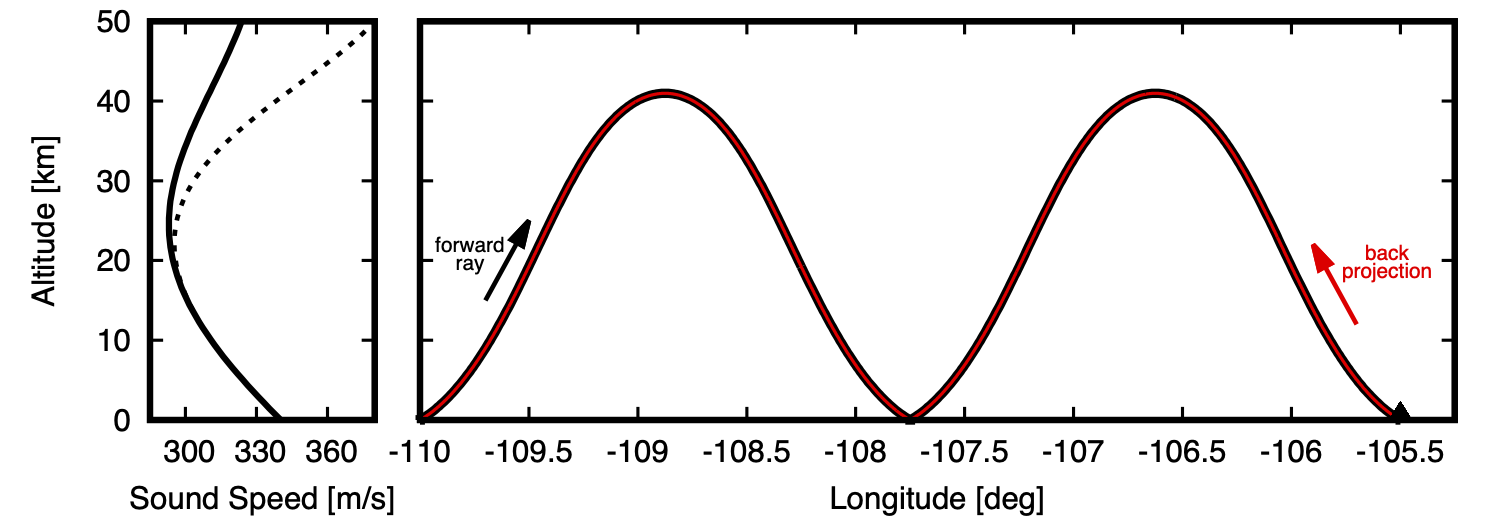 50
40
30
20
10
0
Altitude [km]
300 330 360
Sound Speed [m/s]
forward
ray
back
projection
-110 -109.5 -109 -108.5 -108 -107.5 -107 -106.5 -106 -105.5
Longitude [deg]